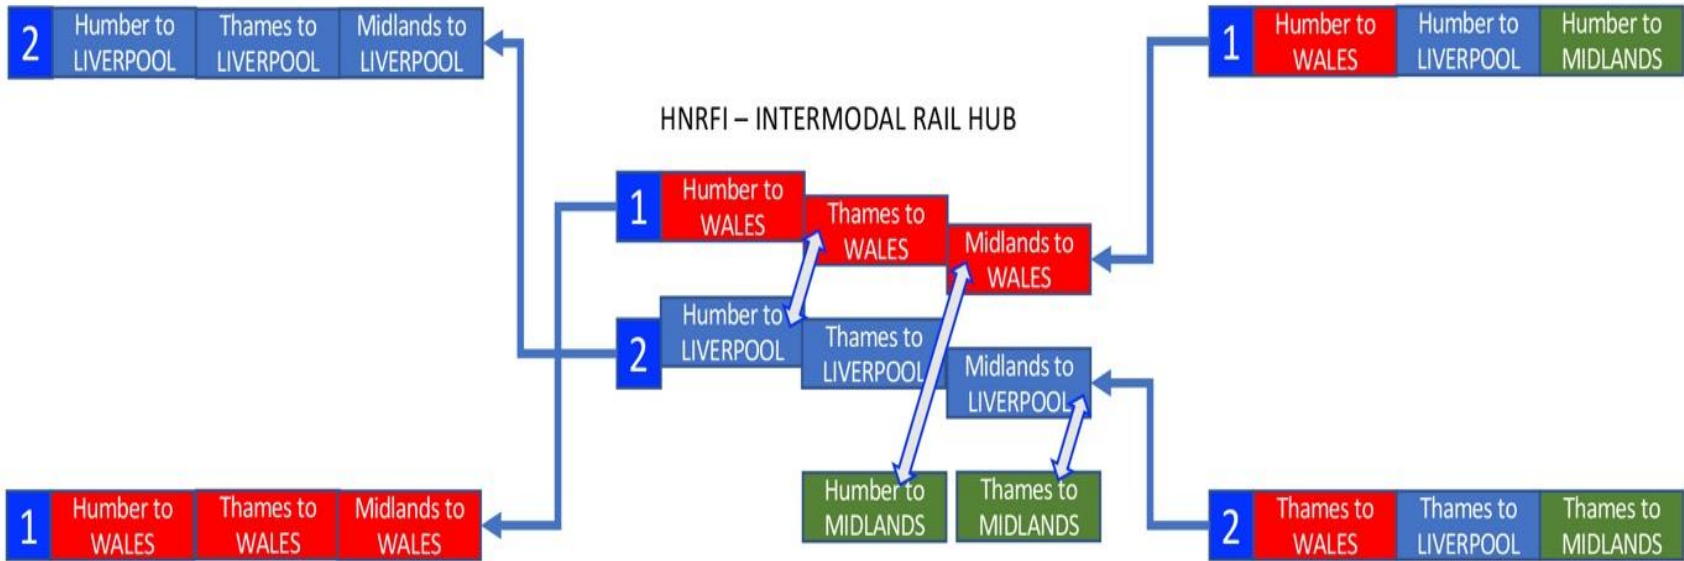 2
Humber to
LIVERPOOL
Thames to
LIVERPOOL
Midlands to
LIVERPOOL
1
Humber to
WALES
Humber to
LIVERPOOL
Humber to
MIDLANDS
HNRFI – INTERMODAL RAIL HUB
1
Humber to
WALES
Thames to
WALES
Midlands to
WALES
2
Humber to
LIVERPOOL
Thames to
LIVERPOOL
Midlands to
LIVERPOOL
Humber to
MIDLANDS
Thames to
MIDLANDS
1
Humber to
WALES
Thames to
WALES
Midlands to
WALES
2
Thames to
WALES
Thames to
LIVERPOOL
Thames to
MIDLANDS